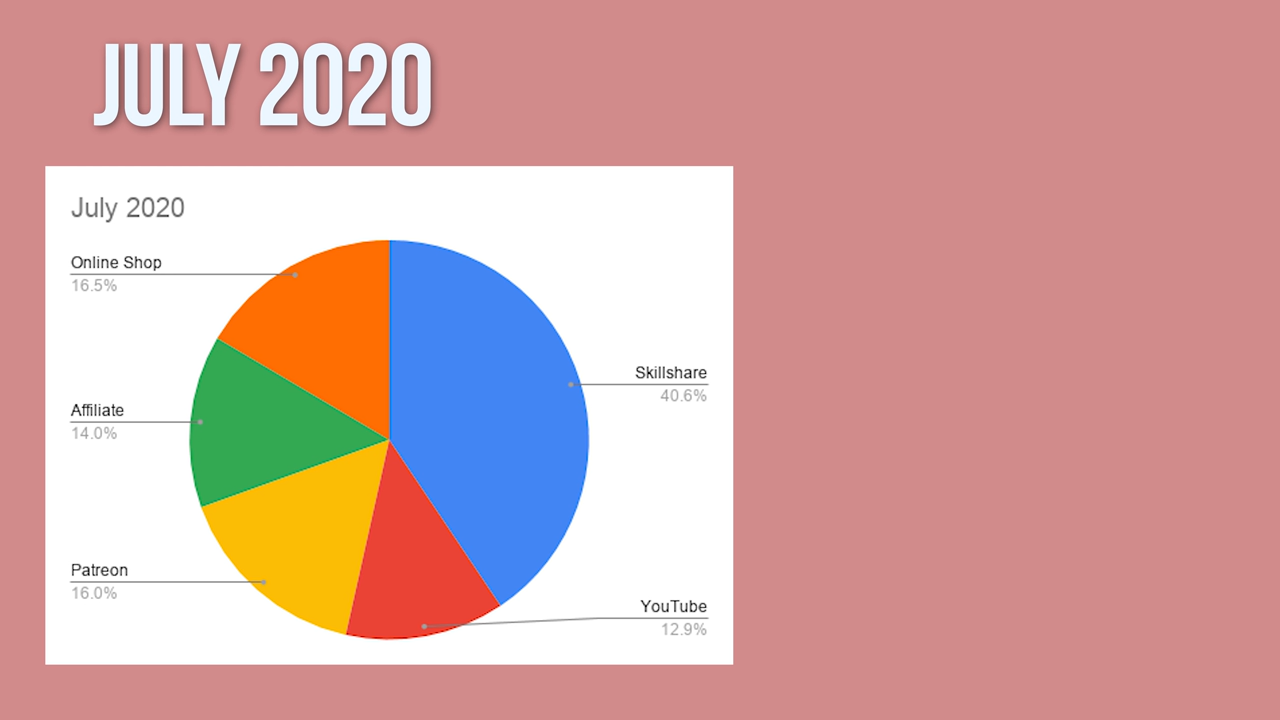 JULY 2020
July 2020
Online Shop
16.5%
Skillshare
40.6%
Affiliate
14.0%
Patreon
16.0%
YouTube
12.9%